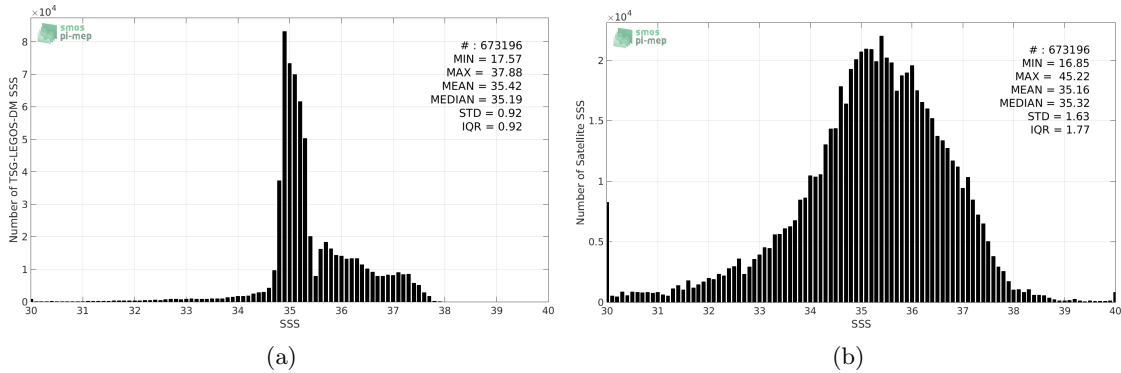 ×10⁴
smos
pi-mep
# : 673196
MIN = 17.57
MAX = 37.88
MEAN = 35.42
MEDIAN = 35.19
STD = 0.92
IQR = 0.92
Number of TSG-LEGOS-DM SSS
8
7
6
5
4
3
2
1
0
30 31 32 33 34 35 36 37 38 39 40
SSS
(a)
×10⁴
smos
pi-mep
# : 673196
MIN = 16.85
MAX = 45.22
MEAN = 35.16
MEDIAN = 35.32
STD = 1.63
IQR = 1.77
Number of Satellite SSS
2
1.5
1
0.5
0
30 31 32 33 34 35 36 37 38 39 40
SSS
(b)